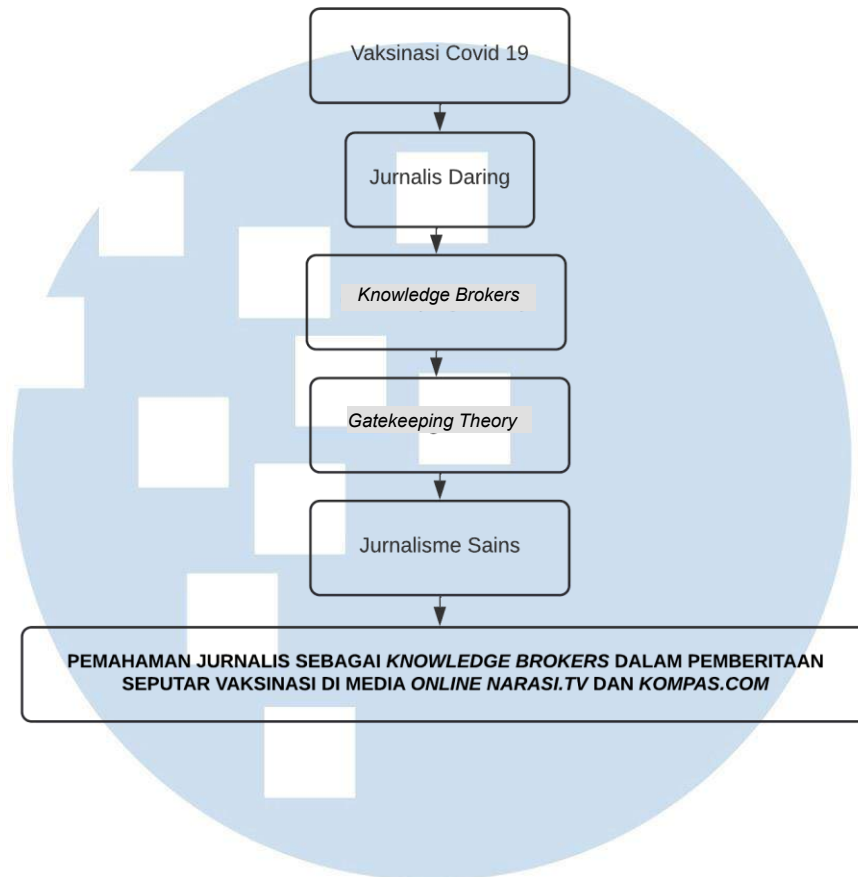 Vaksinasi Covid 19
Jurnalis Daring
Knowledge Brokers
Gatekeeping Theory
Jurnalisme Sains
PEMAHAMAN JURNALIS SEBAGAI KNOWLEDGE BROKERS DALAM PEMBERITAAN
SEPUTAR VAKSINASI DI MEDIA ONLINE NARASI.TV DAN KOMPAS.COM